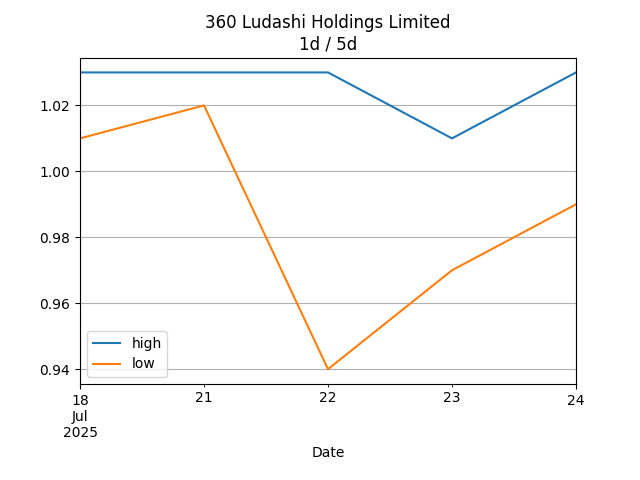 360 Ludashi Holdings Limited
1d / 5d
1.02
1.00
0.98
0.96
0.94
high
low
18 21 22 23 24
Jul
2025
Date